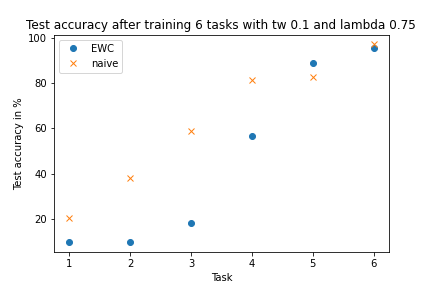 Test accuracy after training 6 tasks with tw 0.1 and lambda 0.75
EWC
naive
100
80
60
40
20
Test accuracy in %
1 2 3 4 5 6
Task